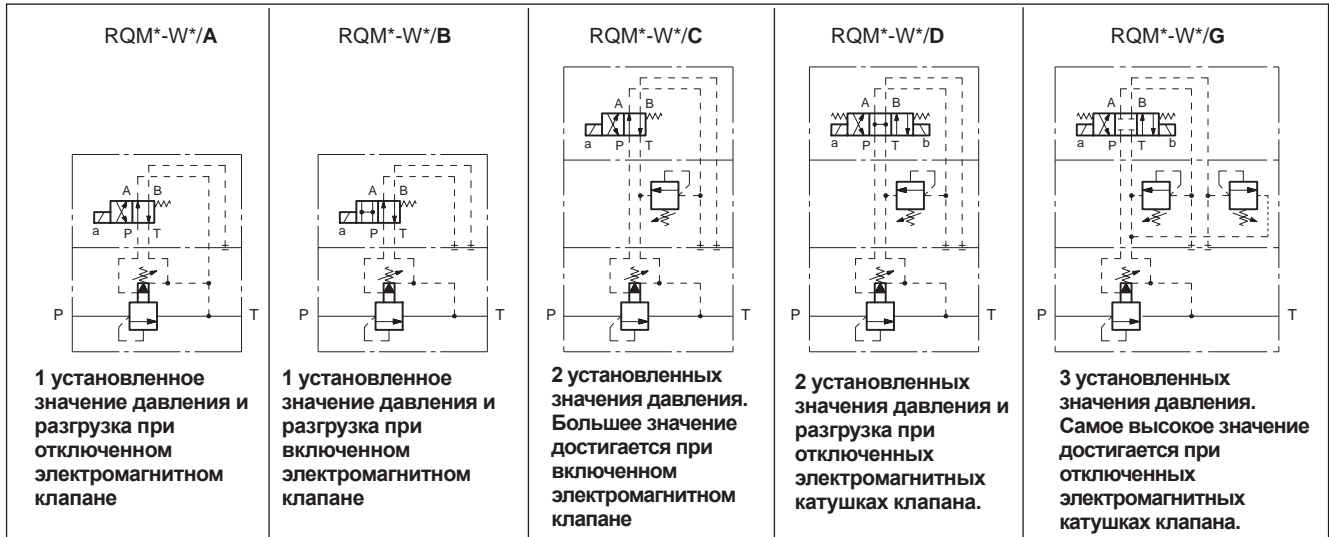 RQM*-W*/A
RQM*-W*/B
RQM*-W*/C
RQM*-W*/D
RQM*-W*/G
A B
a P T
A B
a P T
A B
a P T
A B
a P T b
A B
a P T b
P T
P T
P T
P T
P T
1 установленное
значение давления и
разгрузка при
отключенном
электромагнитном
клапане
1 установленное
значение давления и
разгрузка при
включенном
электромагнитном
клапане
2 установленных
значения давления.
Большее значение
достигается при
включенном
электромагнитном
клапане
2 установленных
значения давления и
разгрузка при
отключенных
электромагнитных
катушках клапана.
3 установленных
значения давления.
Самое высокое значение
достигается при
отключенных
электромагнитных
катушках клапана.